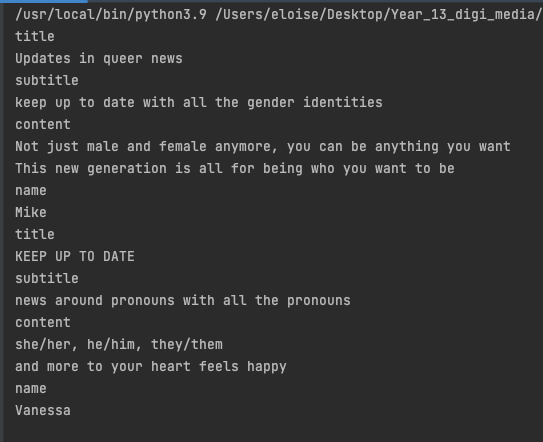 /usr/local/bin/python3.9 /Users/eloise/Desktop/Year_13_digi_media/
title
Updates in queer news
subtitle
keep up to date with all the gender identities
content
Not just male and female anymore, you can be anything you want
This new generation is all for being who you want to be
name
Mike
title
KEEP UP TO DATE
subtitle
news around pronouns with all the pronouns
content
she/her, he/him, they/them
and more to your heart feels happy
name
Vanessa